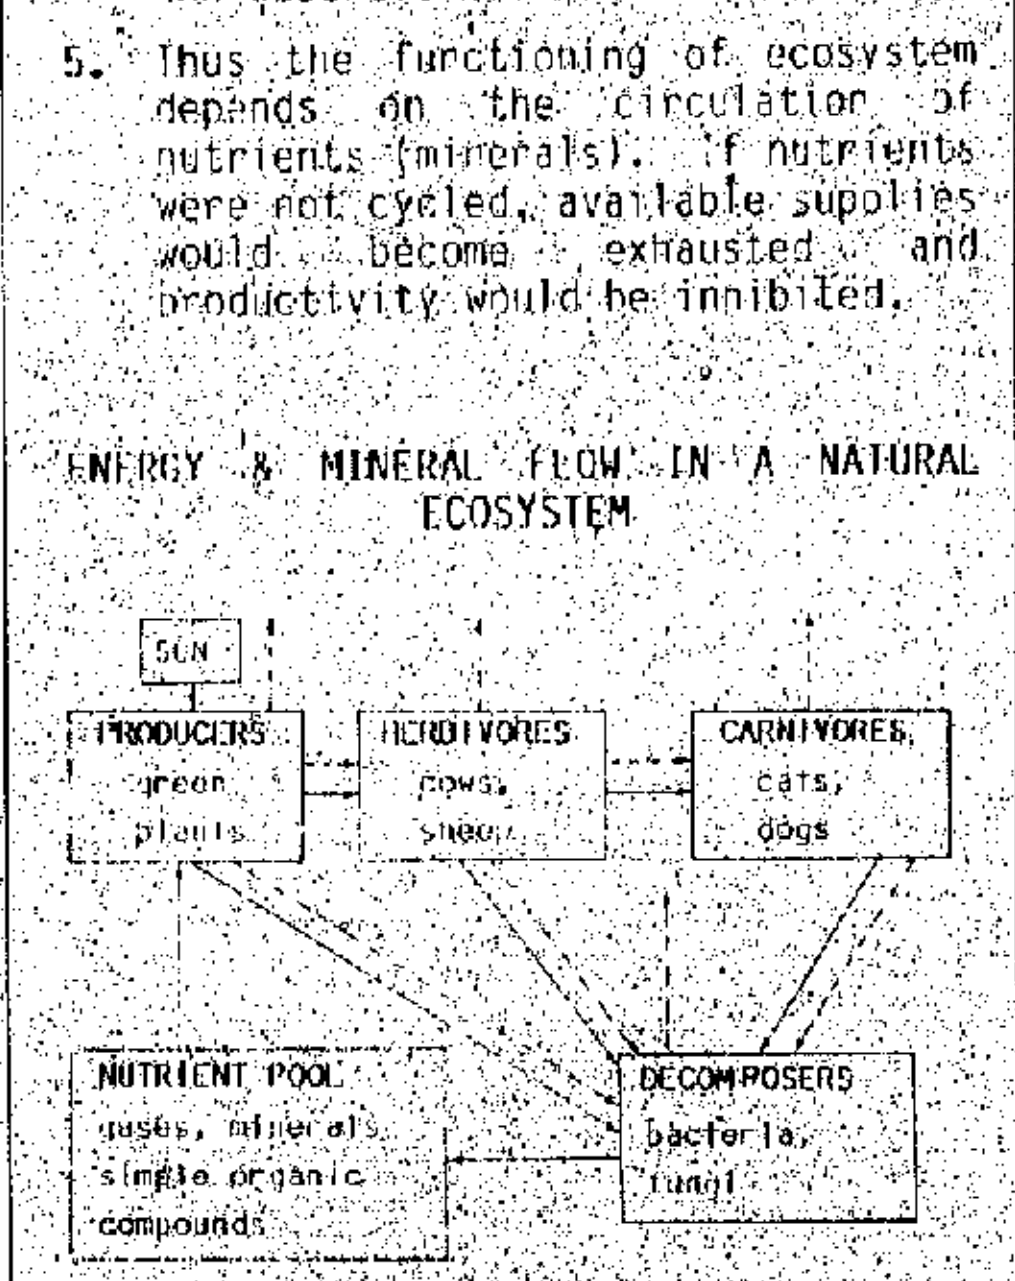 5. Thus the functioning of ecosystem
depends on the circulation of
nutrients (minerals). If nutrients
were not cycled, available supplies
would become exhausted and
productivity would be inhibited.
ENERGY & MINERAL FLOW IN A NATURAL
ECOSYSTEM
SUN
PRODUCERS
green
plants
HERBIVORES
cows,
sheep
CARNIVORES,
cats,
dogs
NUTRIENT POOL
gases, minerals
simple organic
compounds
DECOMPOSERS
bacteria,
fungi